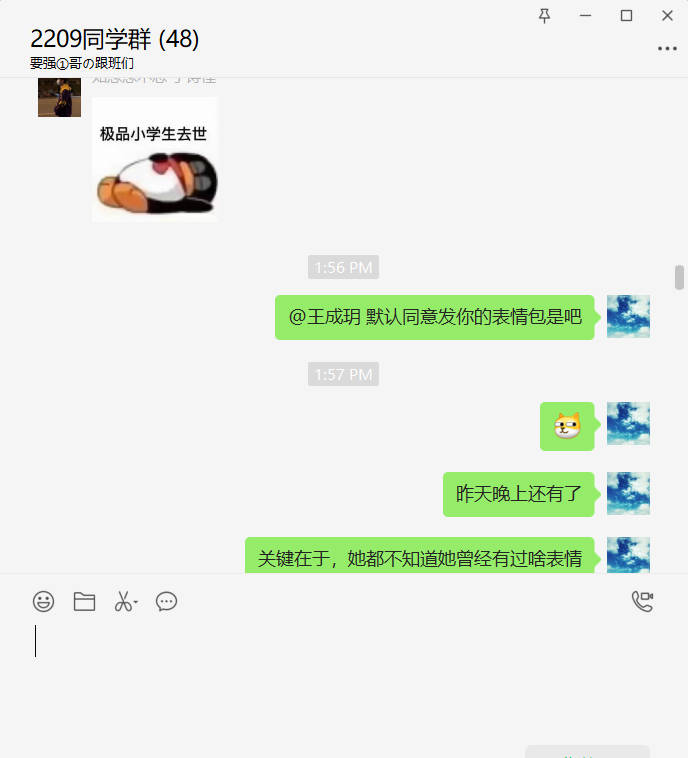 2209同学群 (48)
要强①哥の跟班们
极品小学生去世
1:56 PM
@王成玥 默认同意发你的表情包是吧
1:57 PM
昨天晚上还有了
关键在于，她都不知道她曾经有过啥表情